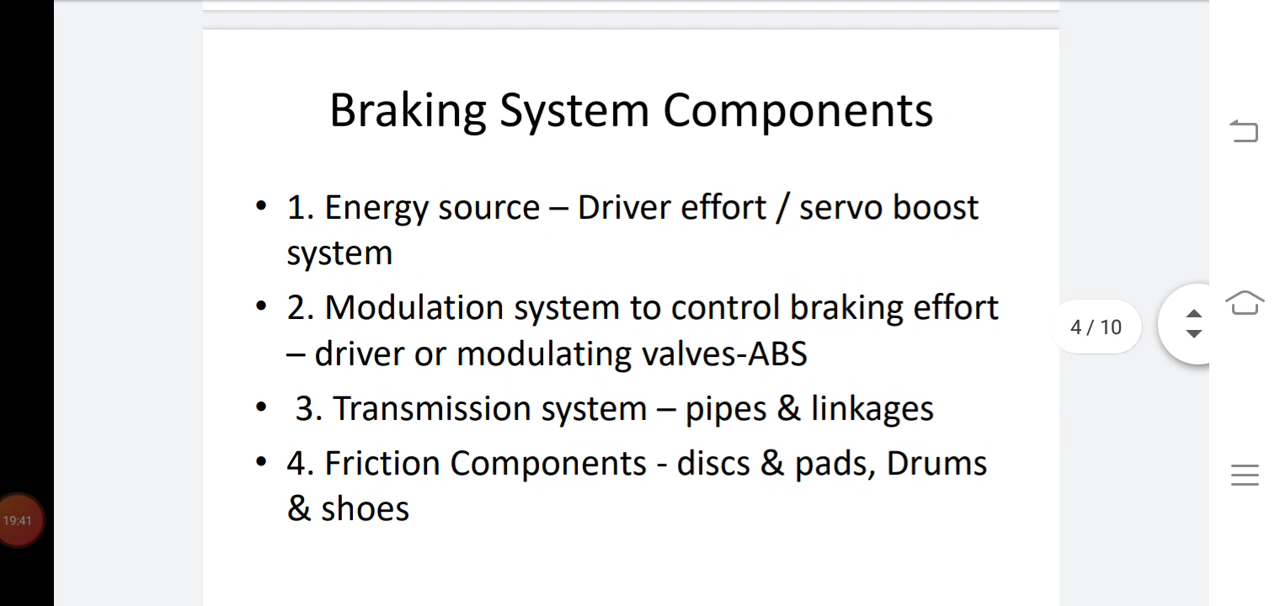 Braking System Components
• 1. Energy source – Driver effort / servo boost
system
• 2. Modulation system to control braking effort
– driver or modulating valves-ABS
• 3. Transmission system – pipes & linkages
• 4. Friction Components - discs & pads, Drums
& shoes
4 / 10
19:41